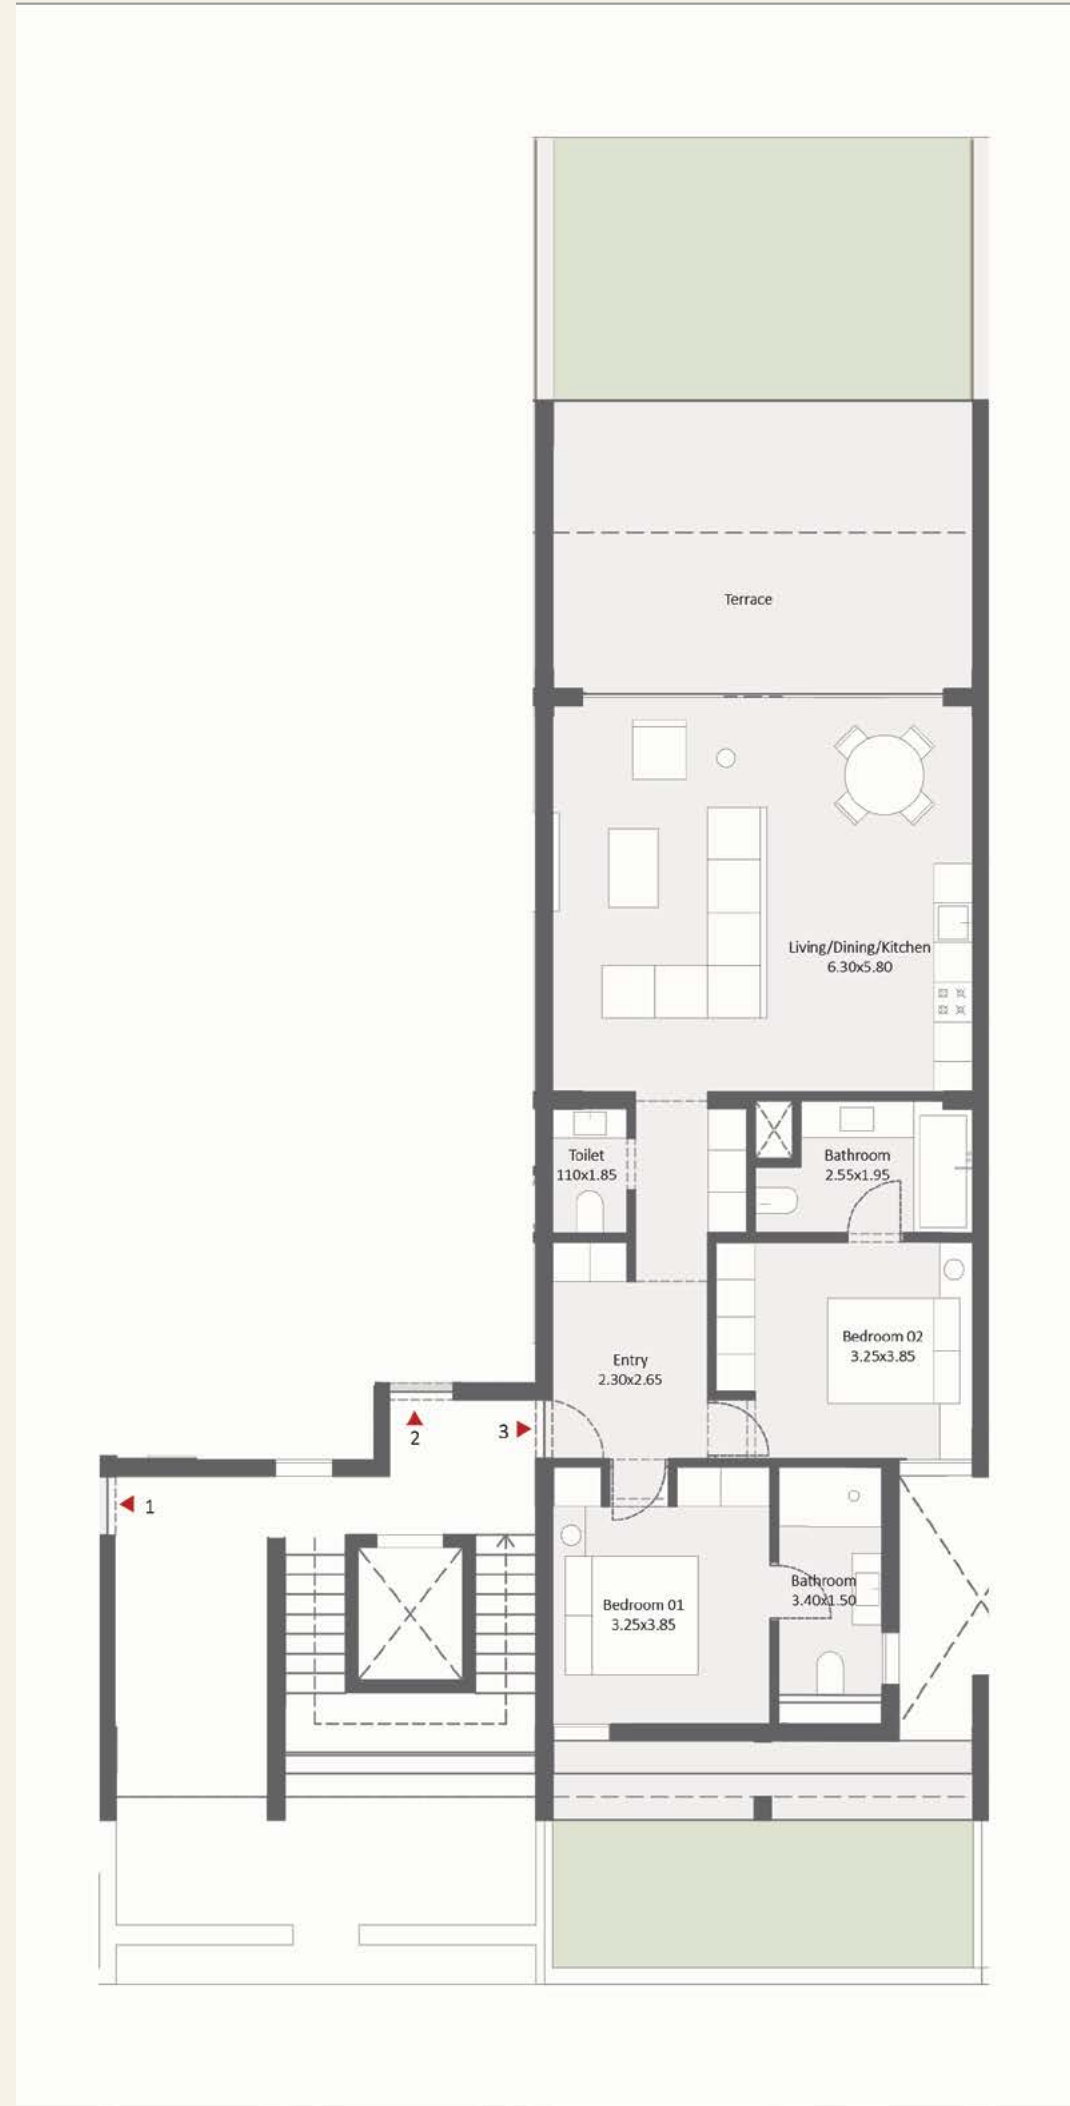 Terrace
Living/Dining/Kitchen
6.30x5.80
Toilet
110x1.85
Bathroom
2.55x1.95
Bedroom 02
3.25x3.85
Entry
2.30x2.65
2
3
1
Bathroom
3.40x1.50
Bedroom 01
3.25x3.85